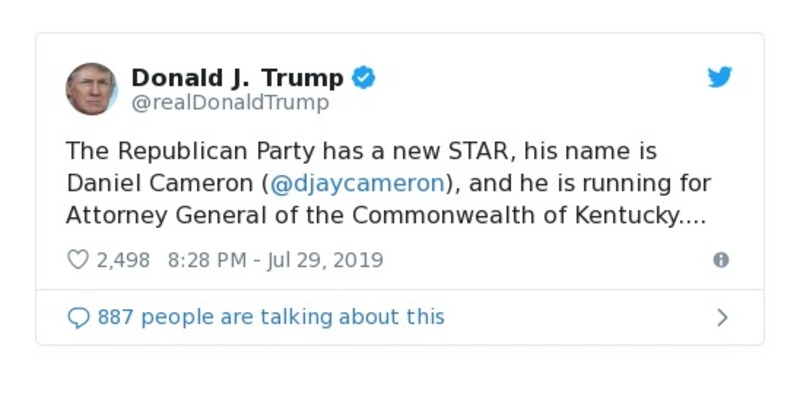 Donald J. Trump
@realDonaldTrump
The Republican Party has a new STAR, his name is
Daniel Cameron (@djaycameron), and he is running for
Attorney General of the Commonwealth of Kentucky....
2,498 8:28 PM - Jul 29, 2019
887 people are talking about this